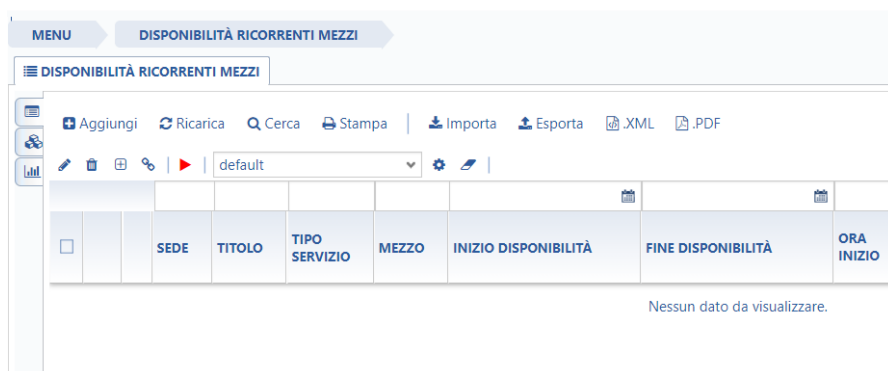 MENU DISPONIBILITÀ RICORRENTI MEZZI
DISPONIBILITÀ RICORRENTI MEZZI
Aggiungi Ricarica Cerca Stampa Importa Esporta .XML .PDF
default
SEDE TITOLO TIPO SERVIZIO MEZZO INIZIO DISPONIBILITÀ FINE DISPONIBILITÀ ORA INIZIO
Nessun dato da visualizzare.